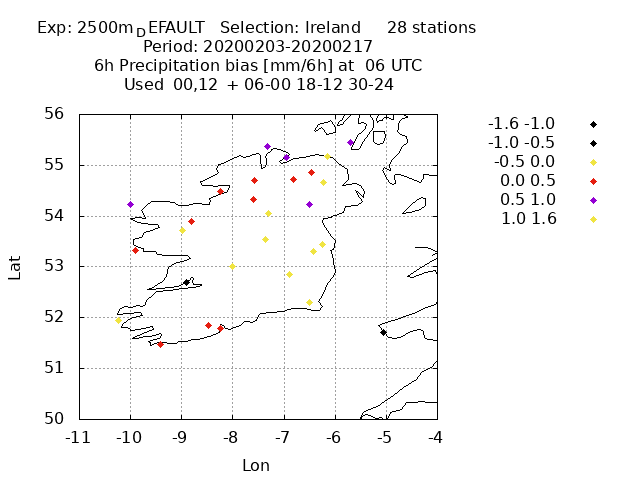 Exp: 2500m_DEFAULT Selection: Ireland 28 stations
Period: 20200203-20200217
6h Precipitation bias [mm/6h] at 06 UTC
Used 00,12 + 06-00 18-12 30-24
-1.6 -1.0
-1.0 -0.5
-0.5 0.0
0.0 0.5
0.5 1.0
1.0 1.6
Lat
56
55
54
53
52
51
50
-11 -10 -9 -8 -7 -6 -5 -4
Lon